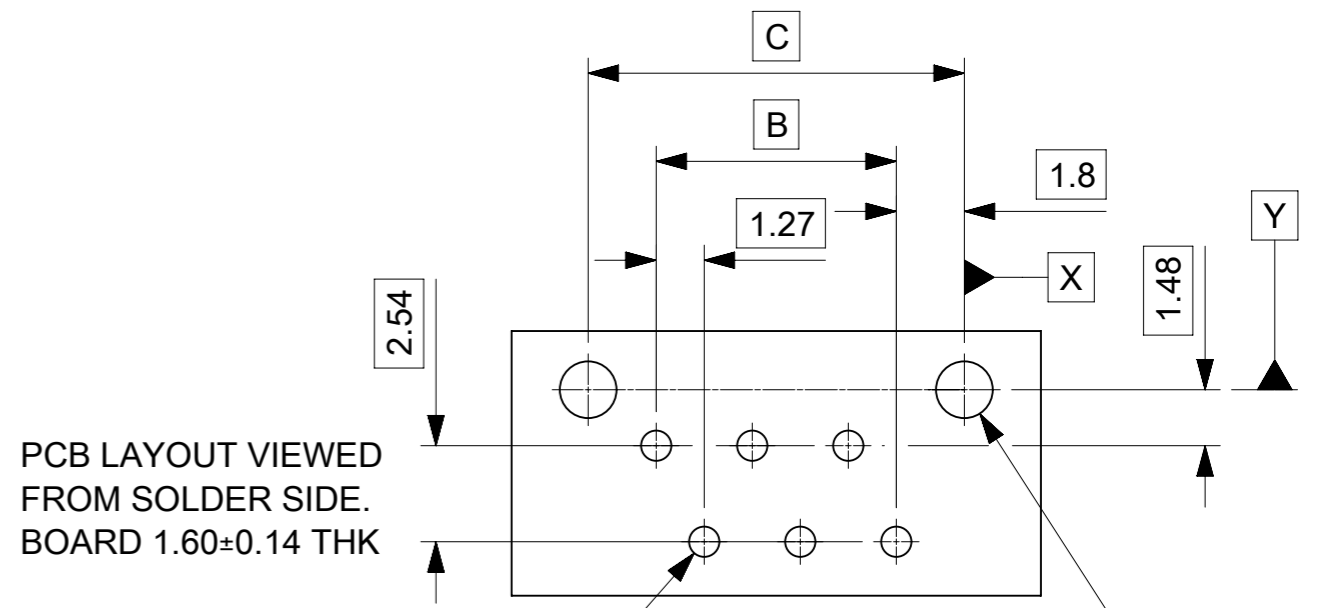 C
B
1.8
1.27
Y
X
1.48
2.54
PCB LAYOUT VIEWED
FROM SOLDER SIDE.
BOARD 1.60±0.14 THK